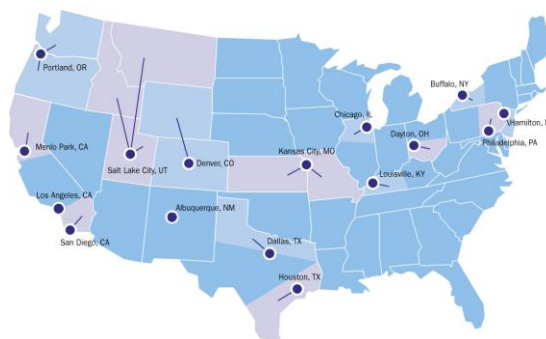 Portland, OR
Buffalo, NY
Chicago, IL
Hamilton,
Menlo Park, CA
Dayton, OH
Philadelphia, PA
Kansas City, MO
Salt Lake City, UT
Denver, CO
Louisville, KY
Los Angeles, CA
Albuquerque, NM
San Diego, CA
Dallas, TX
Houston, TX